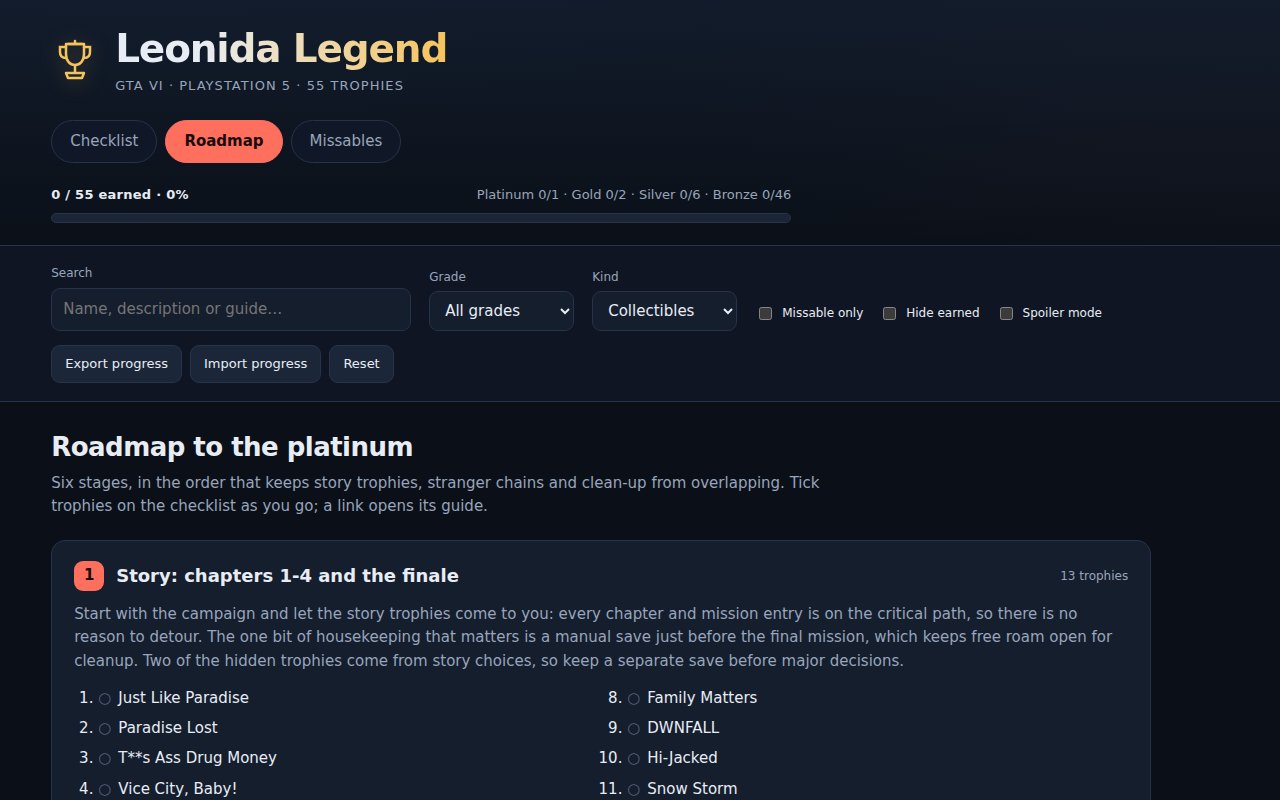 Leonida Legend
GTA VI · PLAYSTATION 5 · 55 TROPHIES
Checklist
Roadmap
Missables
0 / 55 earned · 0%
Platinum 0/1 · Gold 0/2 · Silver 0/6 · Bronze 0/46
Search
Name, description or guide…
Grade
All grades
Kind
Collectibles
Missable only
Hide earned
Spoiler mode
Export progress
Import progress
Reset
Roadmap to the platinum
Six stages, in the order that keeps story trophies, stranger chains and clean-up from overlapping. Tick
trophies on the checklist as you go; a link opens its guide.
1 Story: chapters 1-4 and the finale
13 trophies
Start with the campaign and let the story trophies come to you: every chapter and mission entry is on the critical path, so there is no
reason to detour. The one bit of housekeeping that matters is a manual save just before the final mission, which keeps free roam open for
cleanup. Two of the hidden trophies come from story choices, so keep a separate save before major decisions.
1. ○ Just Like Paradise
2. ○ Paradise Lost
3. ○ T**s Ass Drug Money
4. ○ Vice City, Baby!
8. ○ Family Matters
9. ○ DWNFALL
10. ○ Hi-Jacked
11. ○ Snow Storm